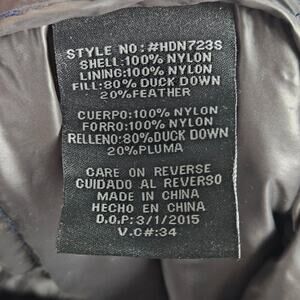 STYLE NO:#HDN723S
SHELL:100% NYLON
LINING:100% NYLON
FILL:80% DUCK DOWN
20%FEATHER
CUERPO:100% NYLON
FORRO:100% NYLON
RELLENO:80%DUCK DOWN
20%PLUMA
CARE ON REVERSE
CUIDADO AL REVERSO
MADE IN CHINA
HECHO EN CHINA
D.O.P:3/1/2015
V.C#:34